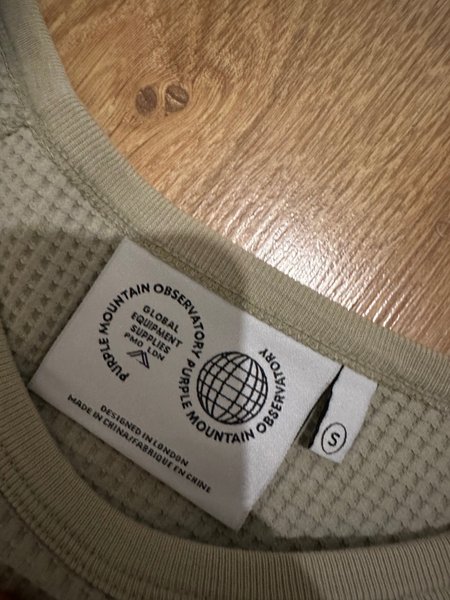 PURPLE MOUNTAIN OBSERVATORY PURPLE MOUNTAIN OBSERVATORY
GLOBAL
EQUIPMENT
SUPPLIES
PMO LDN
DESIGNED IN LONDON
MADE IN CHINA/FABRIQUE EN CHINE
S